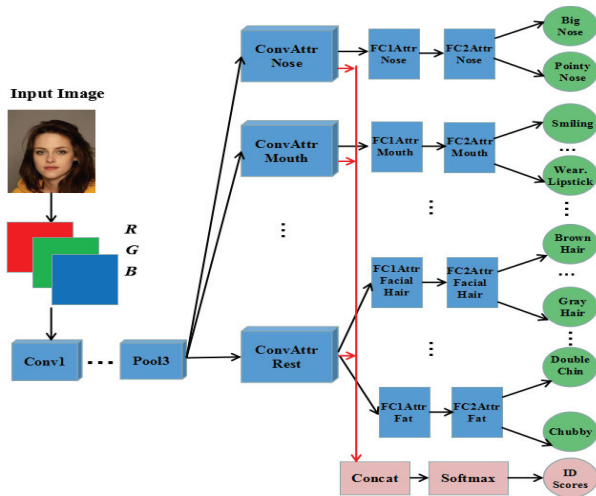 Input Image
R
G
B
Conv1
...
Pool3
ConvAttr
Nose
FC1Attr
Nose
FC2Attr
Nose
Big
Nose
Pointy
Nose
ConvAttr
Mouth
FC1Attr
Mouth
FC2Attr
Mouth
Smiling
...
Wear.
Lipstick
...
...
...
FC1Attr
Facial
Hair
FC2Attr
Facial
Hair
Brown
Hair
...
Gray
Hair
ConvAttr
Rest
...
...
FC1Attr
Fat
FC2Attr
Fat
Double
Chin
Chubby
Concat
Softmax
ID
Scores